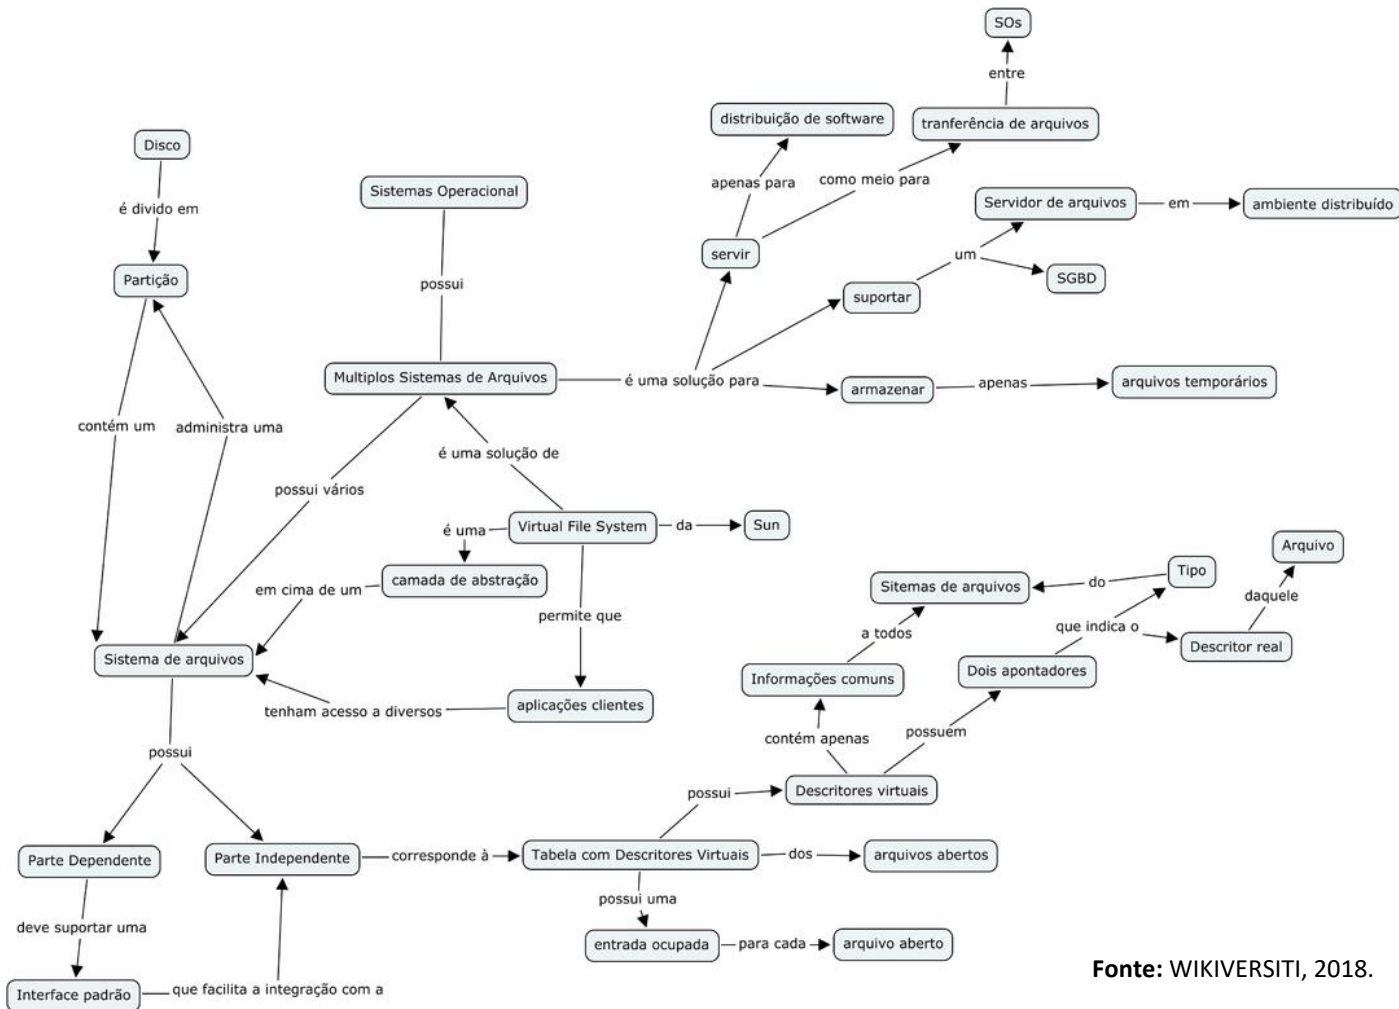 SOs
entre
distribuição de software
tranferência de arquivos
Disco
apenas para
como meio para
Sistemas Operacional
é divido em
Servidor de arquivos
em
ambiente distribuído
servir
um
Partição
possui
suportar
SGBD
Multiplos Sistemas de Arquivos
é uma solução para
armazenar
apenas
arquivos temporários
contém um
administra uma
é uma solução de
possui vários
é uma
Virtual File System
da
Sun
Arquivo
camada de abstração
Sitemas de arquivos
do
Tipo
em cima de um
daquele
permite que
a todos
que indica o
Sistema de arquivos
Descritor real
Informações comuns
Dois apontadores
tenham acesso a diversos
aplicações clientes
contém apenas
possuem
possui
possui
Descritores virtuais
Parte Dependente
Parte Independente
corresponde à
Tabela com Descritores Virtuais
dos
arquivos abertos
possui uma
deve suportar uma
entrada ocupada
para cada
arquivo aberto
Interface padrão
que facilita a integração com a
Fonte: WIKIVERSITI, 2018.